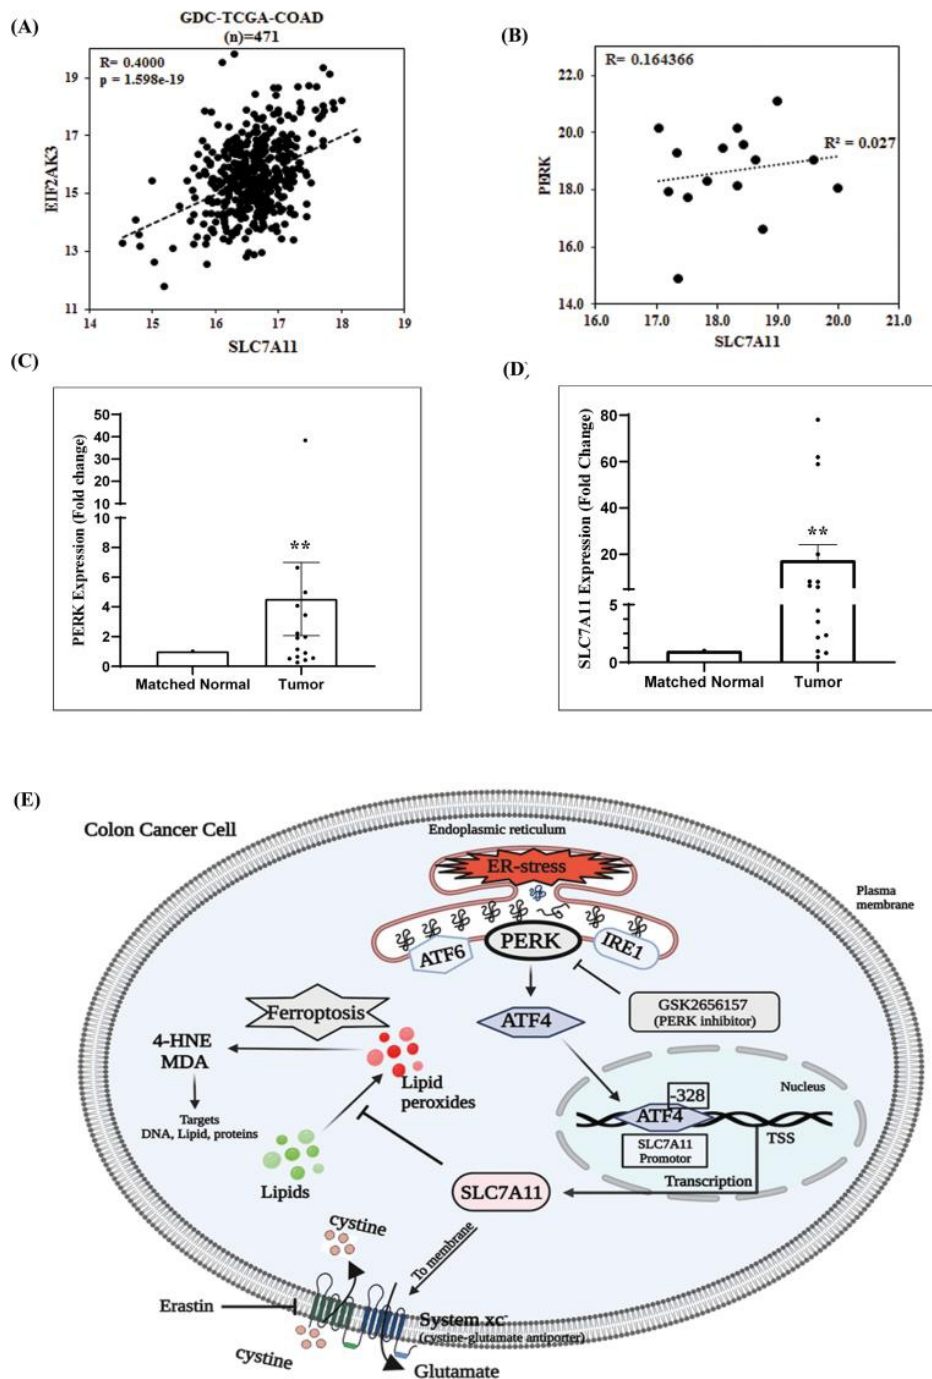 (A)
GDC-TCGA-COAD
(n)=471
R= 0.4000
p = 1.598e-19
EIF2AK3
19
17
15
13
11
14 15 16 17 18 19
SLC7A11
(B)
R= 0.164366
R² = 0.027
PERK
22.0
20.0
18.0
16.0
14.0
16.0 17.0 18.0 19.0 20.0 21.0
SLC7A11
(C)
PERK Expression (Fold change)
50
40
30
20
10
8
6
4
2
0
**
Matched Normal Tumor
(D)
SLC7A11 Expression (Fold Change)
80
60
40
20
5
0
**
Matched Normal Tumor
(E)
Colon Cancer Cell
Endoplasmic reticulum
ER-stress
Plasma
membrane
ATF6
PERK
IRE1
GSK2656157
(PERK inhibitor)
ATF4
Ferroptosis
4-HNE
MDA
Lipid
peroxides
Targets
DNA, Lipid, proteins
Lipids
Nucleus
-328
ATF4
TSS
SLC7A11
Promotor
Transcription
SLC7A11
To membrane
cystine
Erastin
System xc⁻
(cystine-glutamate antiporter)
cystine
Glutamate